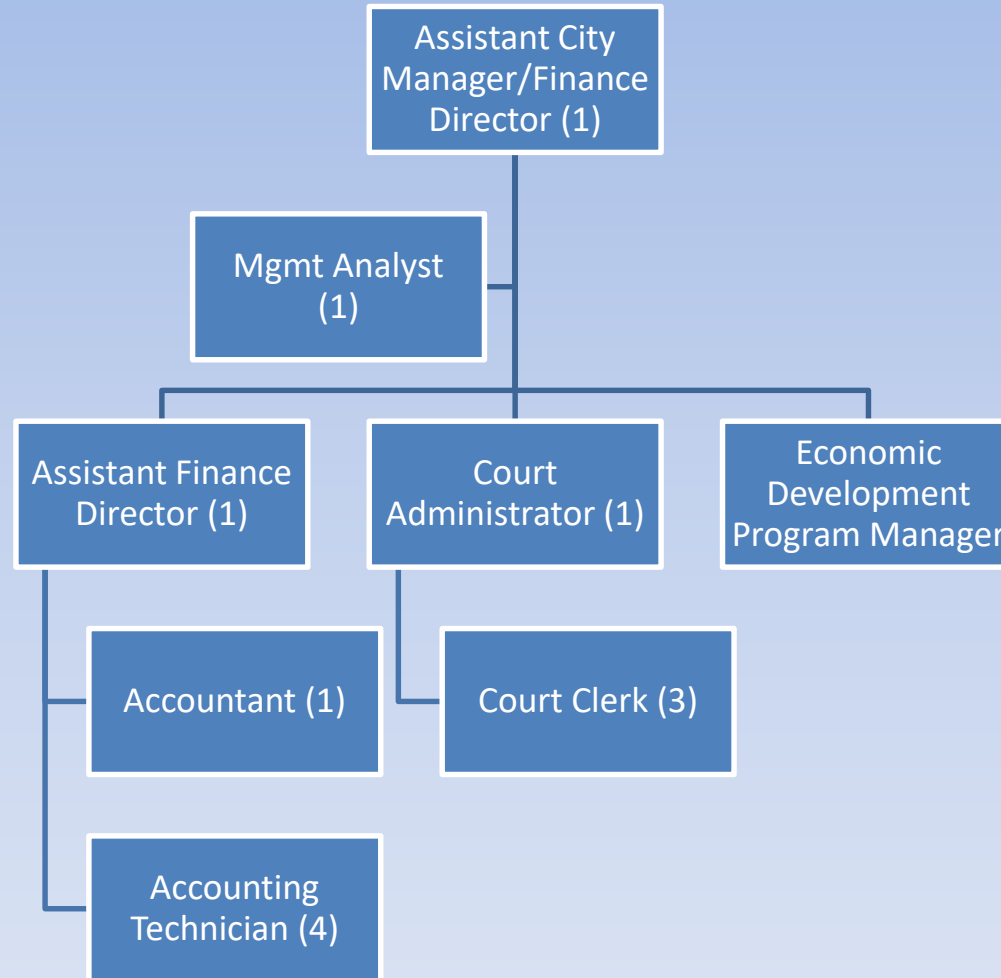 Assistant City
Manager/Finance
Director (1)
Mgmt Analyst
(1)
Assistant Finance
Director (1)
Court
Administrator (1)
Economic
Development
Program Manager
Accountant (1)
Court Clerk (3)
Accounting
Technician (4)